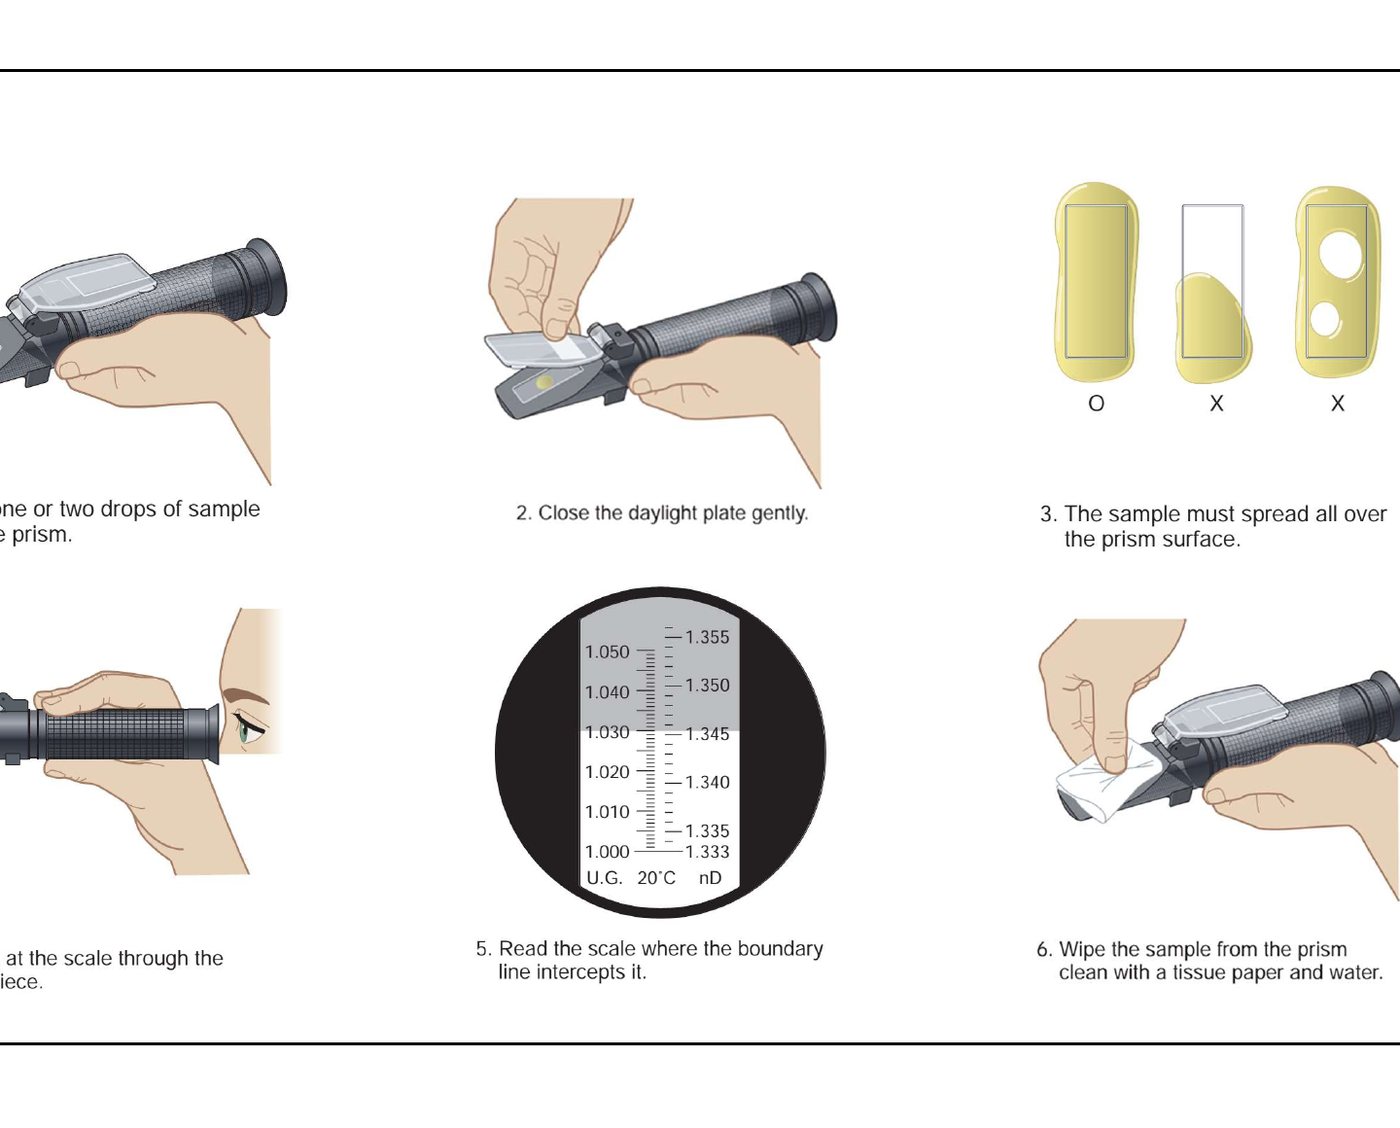 one or two drops of sample
prism.
2. Close the daylight plate gently.
O X X
3. The sample must spread all over
the prism surface.
at the scale through the
iece.
1.355
1.050
1.350
1.040
1.030
1.345
1.020
1.340
1.010
1.335
1.000
1.333
U.G. 20°C nD
5. Read the scale where the boundary
line intercepts it.
6. Wipe the sample from the prism
clean with a tissue paper and water.